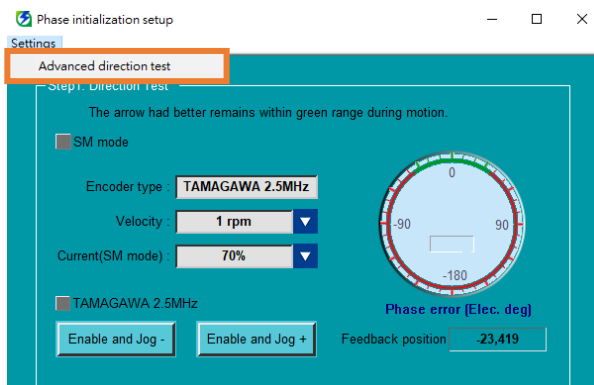 Phase initialization setup
Settings
Advanced direction test
Step1. Direction Test
The arrow had better remains within green range during motion.
SM mode
Encoder type : TAMAGAWA 2.5MHz
Velocity : 1 rpm
Current(SM mode) : 70%
0
-90 90
-180
TAMAGAWA 2.5MHz
Phase error (Elec. deg)
Enable and Jog - Enable and Jog + Feedback position -23,419